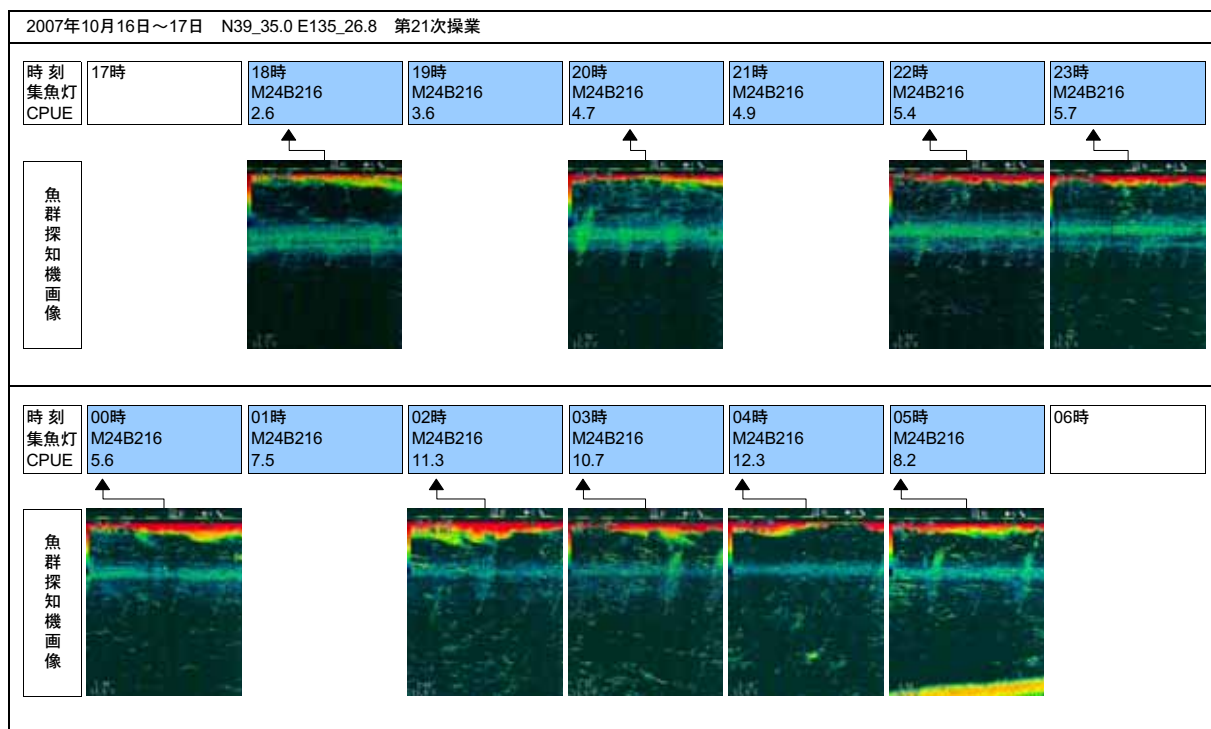 2007年10月16日～17日 N39_35.0 E135_26.8 第21次操業
時刻
集魚灯
CPUE
17時
18時
M24B216
2.6
19時
M24B216
3.6
20時
M24B216
4.7
21時
M24B216
4.9
22時
M24B216
5.4
23時
M24B216
5.7
魚群探知機画像
時刻
集魚灯
CPUE
00時
M24B216
5.6
01時
M24B216
7.5
02時
M24B216
11.3
03時
M24B216
10.7
04時
M24B216
12.3
05時
M24B216
8.2
06時
魚群探知機画像